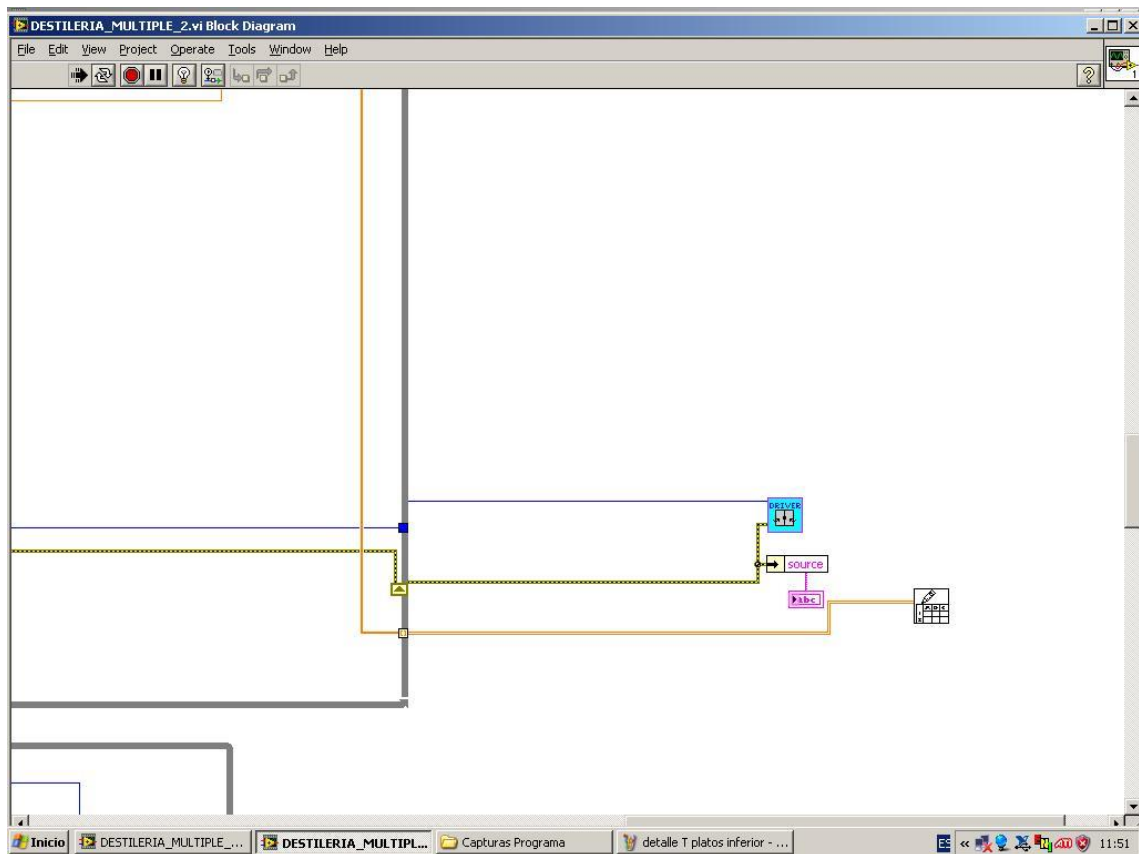 DESTILERIA_MULTIPLE_2.vi Block Diagram
File Edit View Project Operate Tools Window Help
1
DRIVER
source
abc
Inicio DESTILERIA_MULTIPLE_... DESTILERIA_MULTIPL... Capturas Programa detalle T platos inferior - ... ES « 11:51